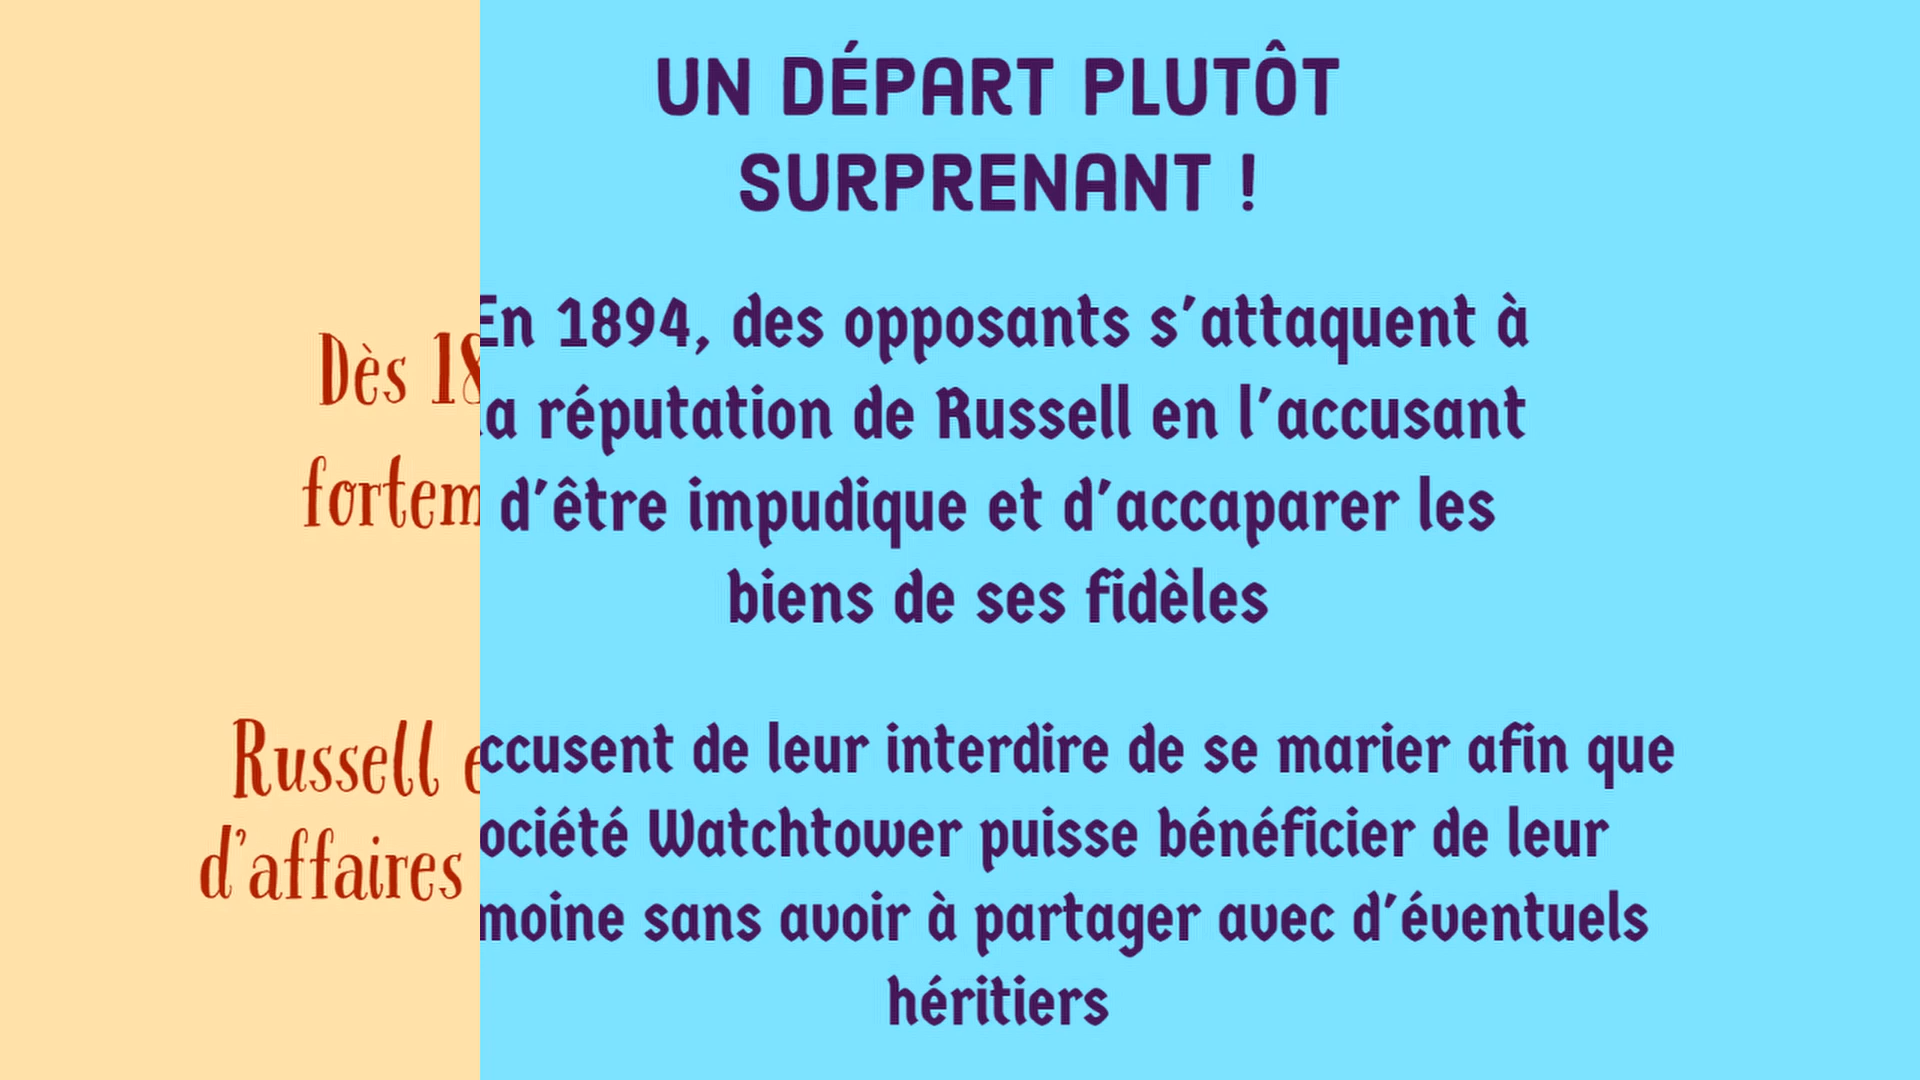 UN DÉPART PLUTÔT
SURPRENANT !
En 1894, des opposants s'attaquent à
la réputation de Russell en l'accusant
d'être impudique et d'accaparer les
biens de ses fidèles
ccusent de leur interdire de se marier afin que
ociété Watchtower puisse bénéficier de leur
moine sans avoir à partager avec d'éventuels
héritiers
Dès 18
fortem
Russell
d'affaires